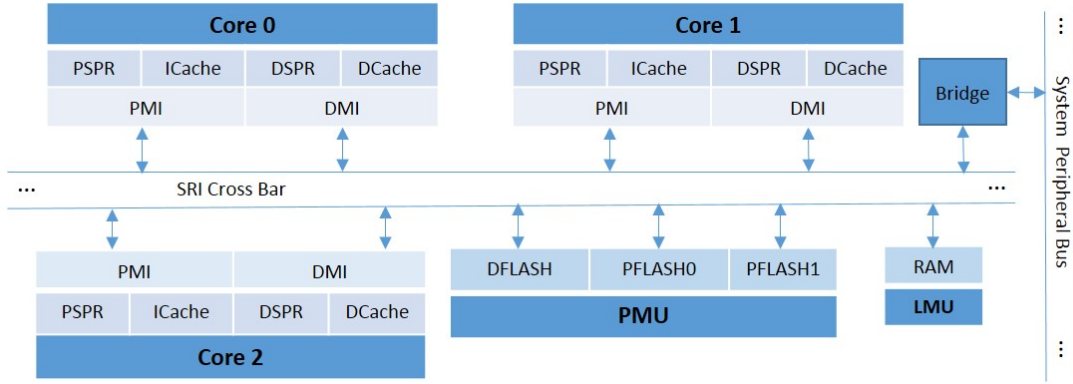 Core 0
Core 1
PSPR ICache DSPR DCache
PSPR ICache DSPR DCache
PMI DMI
PMI DMI
Bridge
...
System Peripheral Bus
...
... SRI Cross Bar ...
PMI DMI
PSPR ICache DSPR DCache
Core 2
DFLASH PFLASH0 PFLASH1
PMU
RAM
LMU